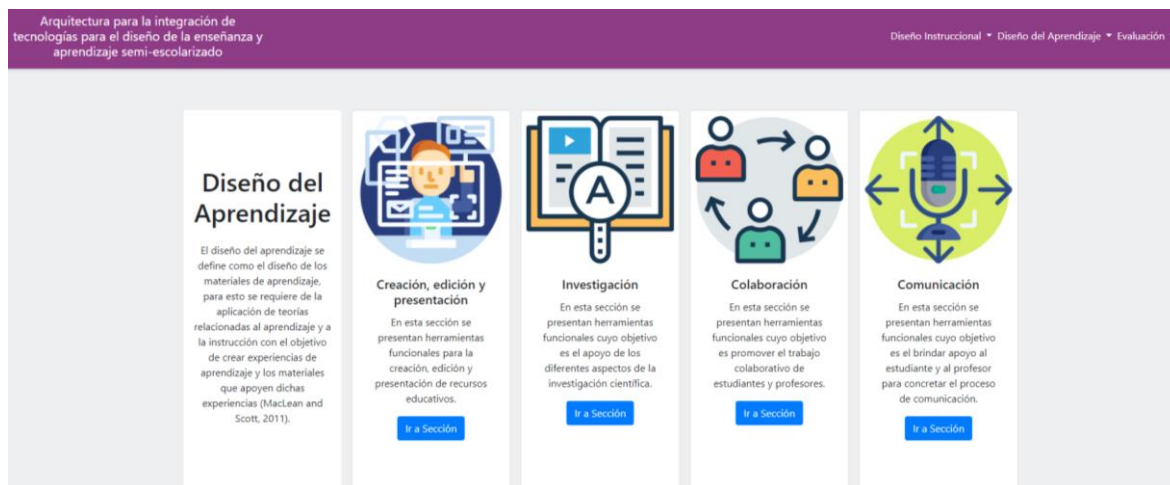 Arquitectura para la integración de
tecnologías para el diseño de la enseñanza y
aprendizaje semi-escolarizado
Diseño Instruccional Diseño del Aprendizaje Evaluación
Diseño del
Aprendizaje
El diseño del aprendizaje se
define como el diseño de los
materiales de aprendizaje,
para esto se requiere de la
aplicación de teorías
relacionadas al aprendizaje y a
la instrucción con el objetivo
de crear experiencias de
aprendizaje y los materiales
que apoyen dichas
experiencias (MacLean and
Scott, 2011).
Creación, edición y
presentación
En esta sección se
presentan herramientas
funcionales para la
creación, edición y
presentación de recursos
educativos.
Ir a Sección
A
Investigación
En esta sección se
presentan herramientas
funcionales cuyo objetivo
es el apoyo de los
diferentes aspectos de la
investigación científica.
Ir a Sección
Colaboración
En esta sección se
presentan herramientas
funcionales cuyo objetivo
es promover el trabajo
colaborativo de
estudiantes y profesores.
Ir a Sección
Comunicación
En esta sección se
presentan herramientas
funcionales cuyo objetivo
es el brindar apoyo al
estudiante y al profesor
para concretar el proceso
de comunicación.
Ir a Sección